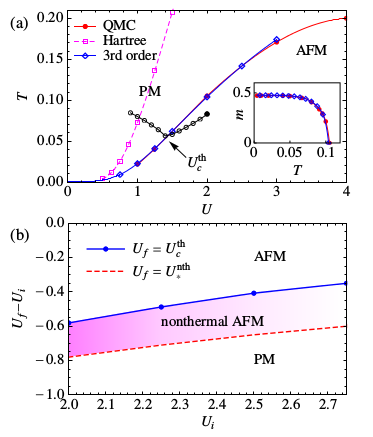 (a)
0.20
0.15
0.10
0.05
0.00
T
QMC
Hartree
3rd order
PM
AFM
U_c^th
0.5
m
0
0 0.05 0.1
T
0 1 2 3 4
U
(b)
0.0
−0.2
−0.4
−0.6
−0.8
−1.0
U_f−U_i
U_f = U_c^th
U_f = U_*^nth
AFM
nonthermal AFM
PM
2.0 2.1 2.2 2.3 2.4 2.5 2.6 2.7
U_i